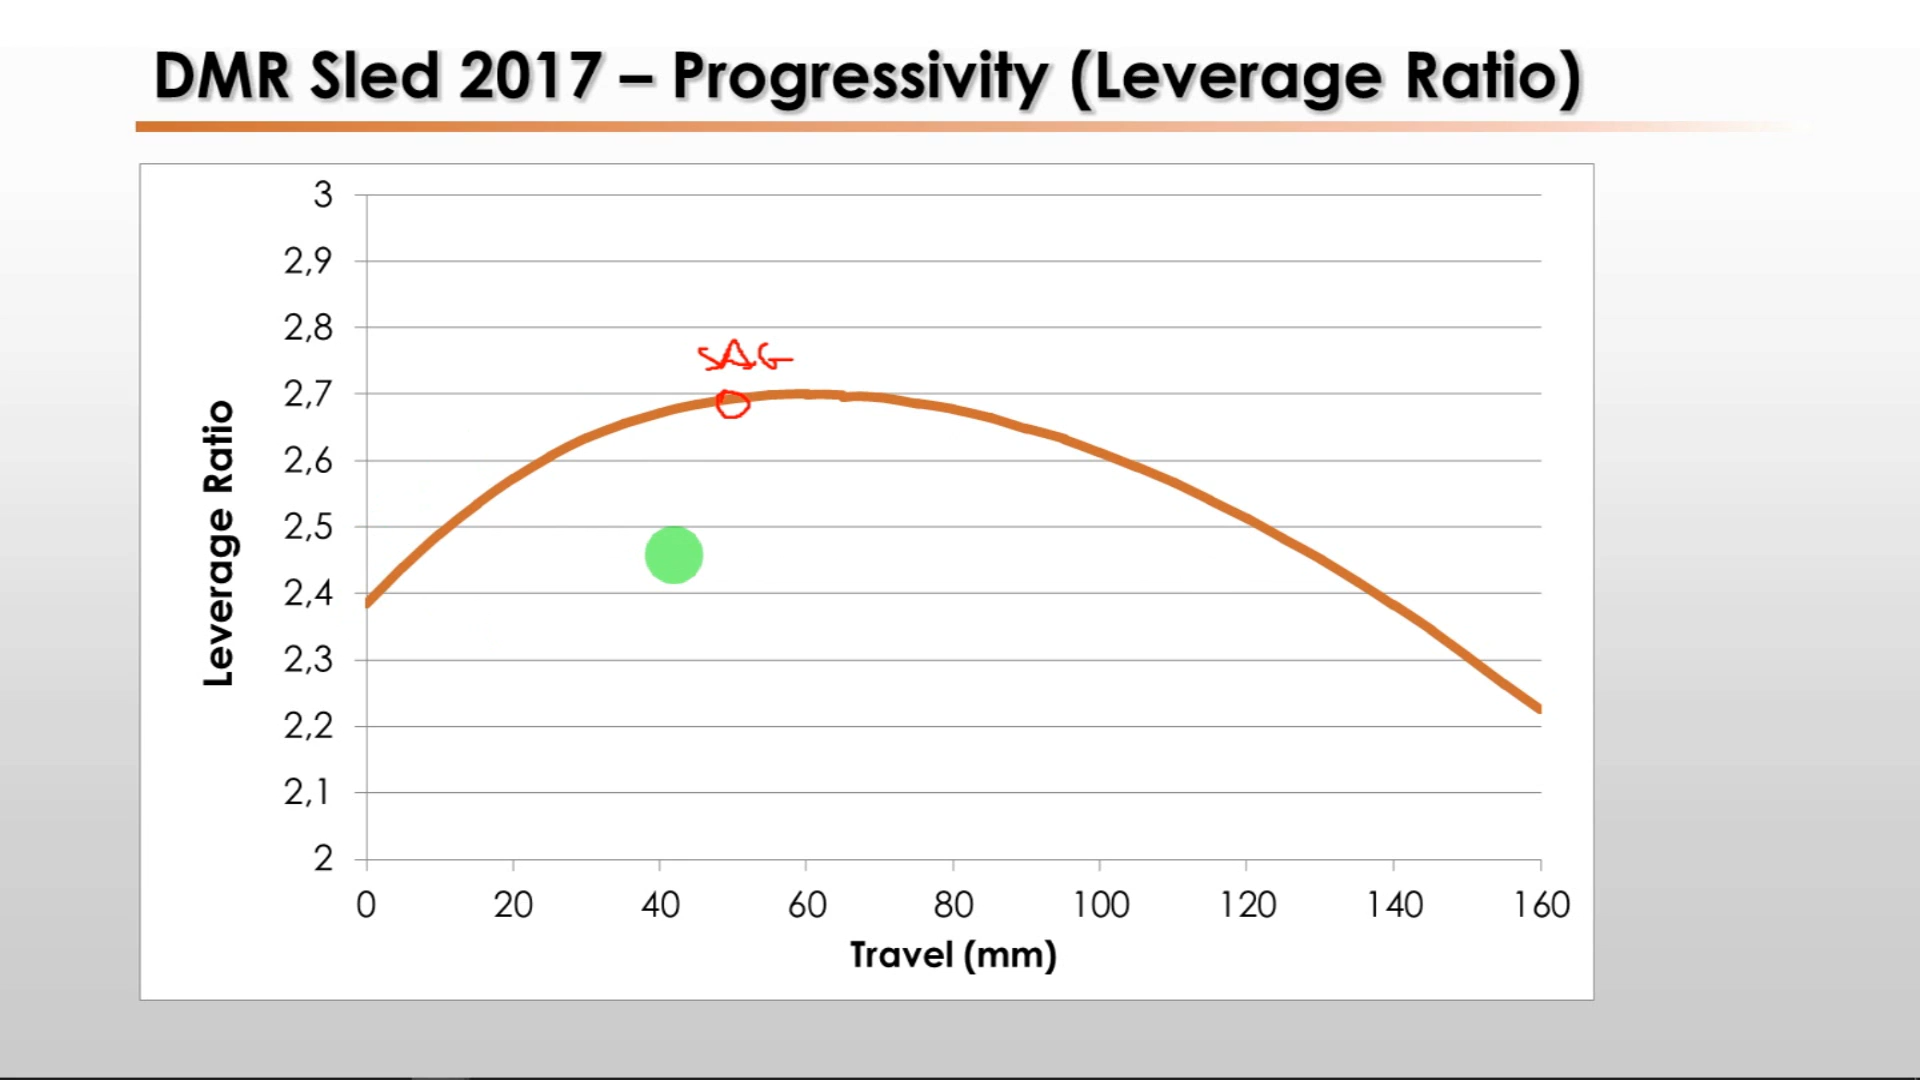 DMR Sled 2017 – Progressivity (Leverage Ratio)
3
2,9
2,8
SAG
2,7
2,6
2,5
2,4
2,3
2,2
2,1
2
Leverage Ratio
0 20 40 60 80 100 120 140 160
Travel (mm)